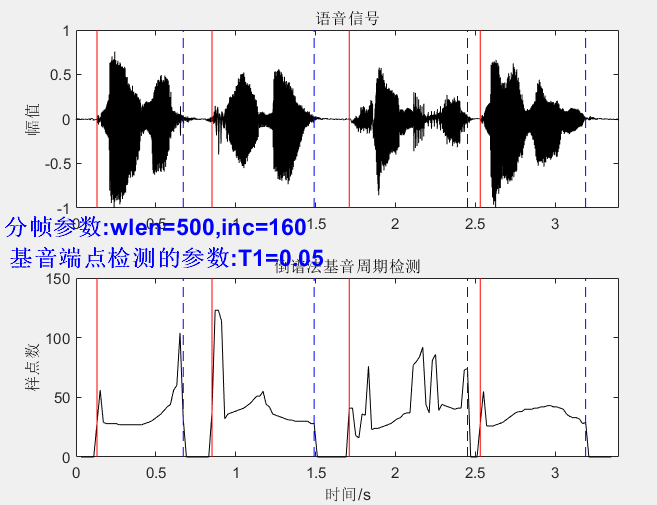 语音信号
1
0.5
0
-0.5
-1
幅值
0 0.5 1 1.5 2 2.5 3
分帧参数:wlen=500,inc=160
基音端点检测的参数:T1=0.05
倒谱法基音周期检测
150
100
50
0
样点数
0 0.5 1 1.5 2 2.5 3
时间/s